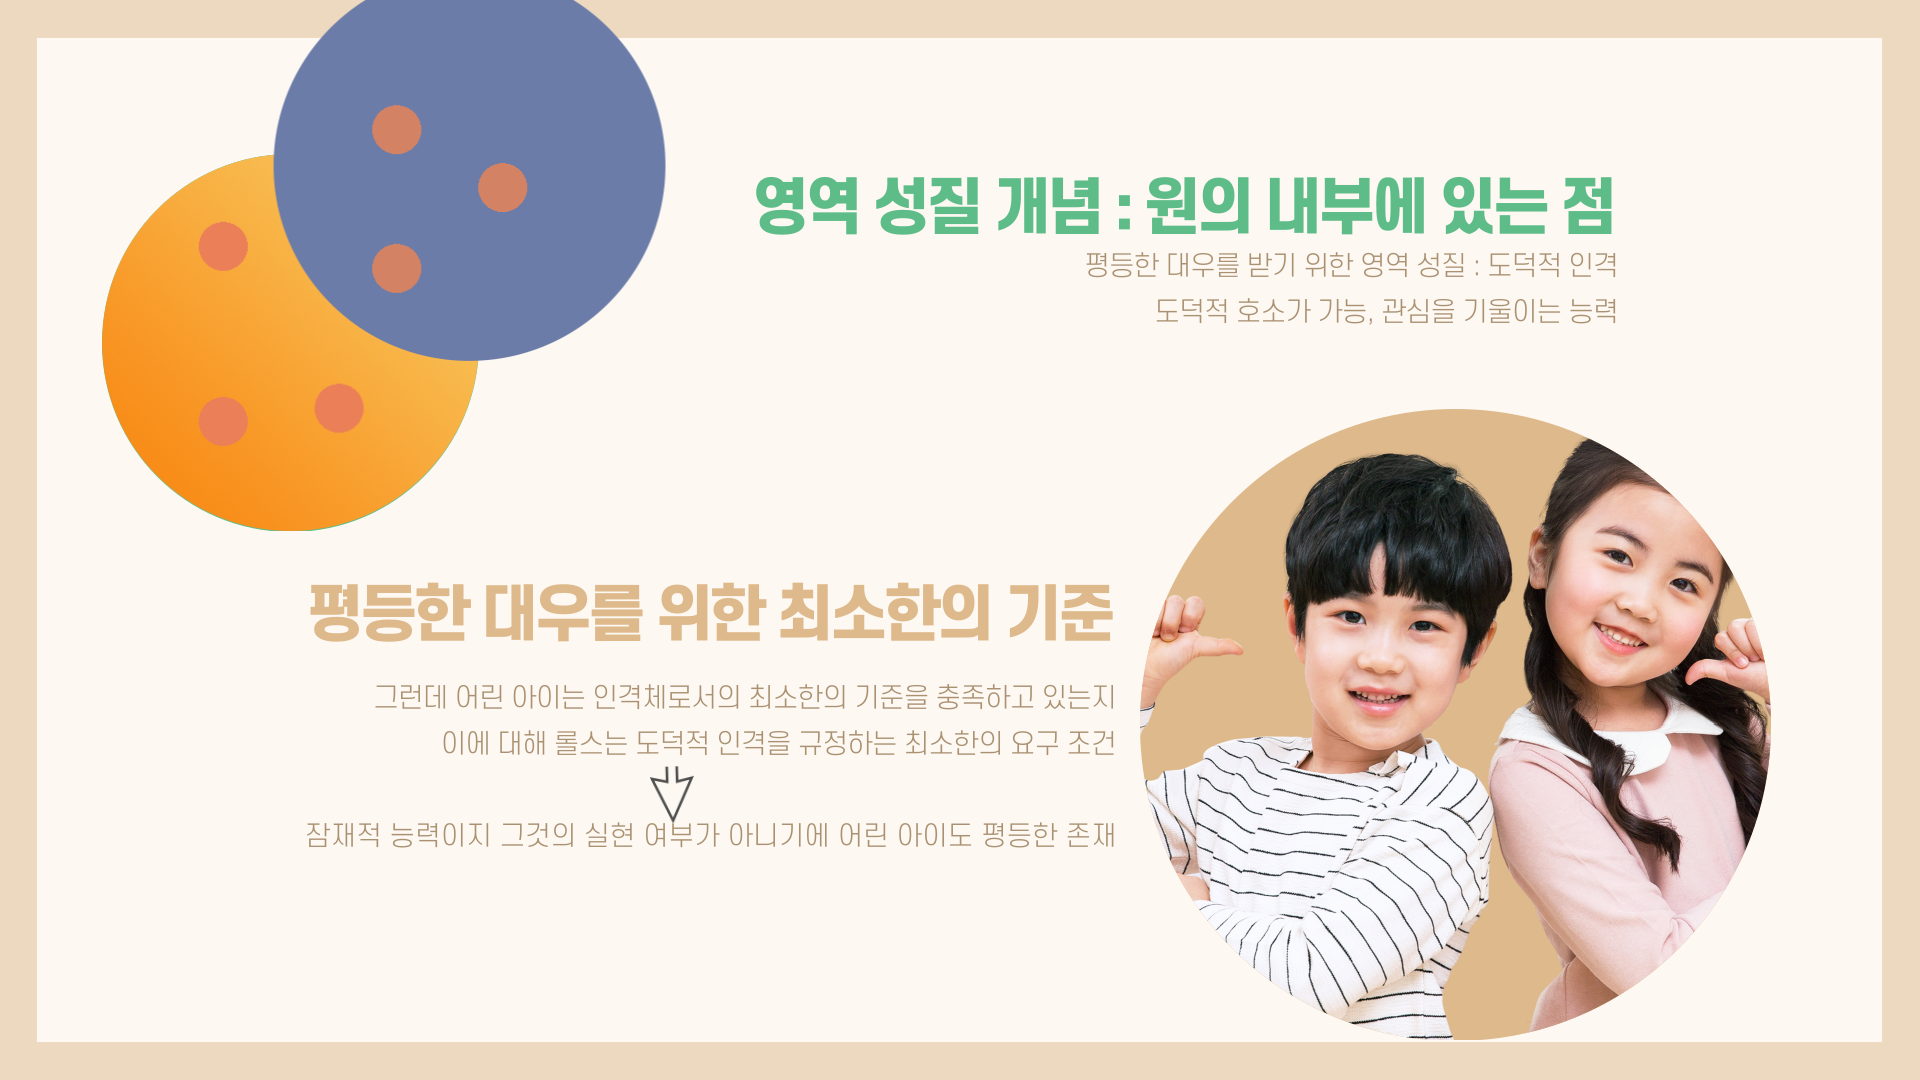 영역 성질 개념 : 원의 내부에 있는 점
평등한 대우를 받기 위한 영역 성질 : 도덕적 인격
도덕적 호소가 가능, 관심을 기울이는 능력
평등한 대우를 위한 최소한의 기준
그런데 어린 아이는 인격체로서의 최소한의 기준을 충족하고 있는지
이에 대해 롤스는 도덕적 인격을 규정하는 최소한의 요구 조건
잠재적 능력이지 그것의 실현 여부가 아니기에 어린 아이도 평등한 존재